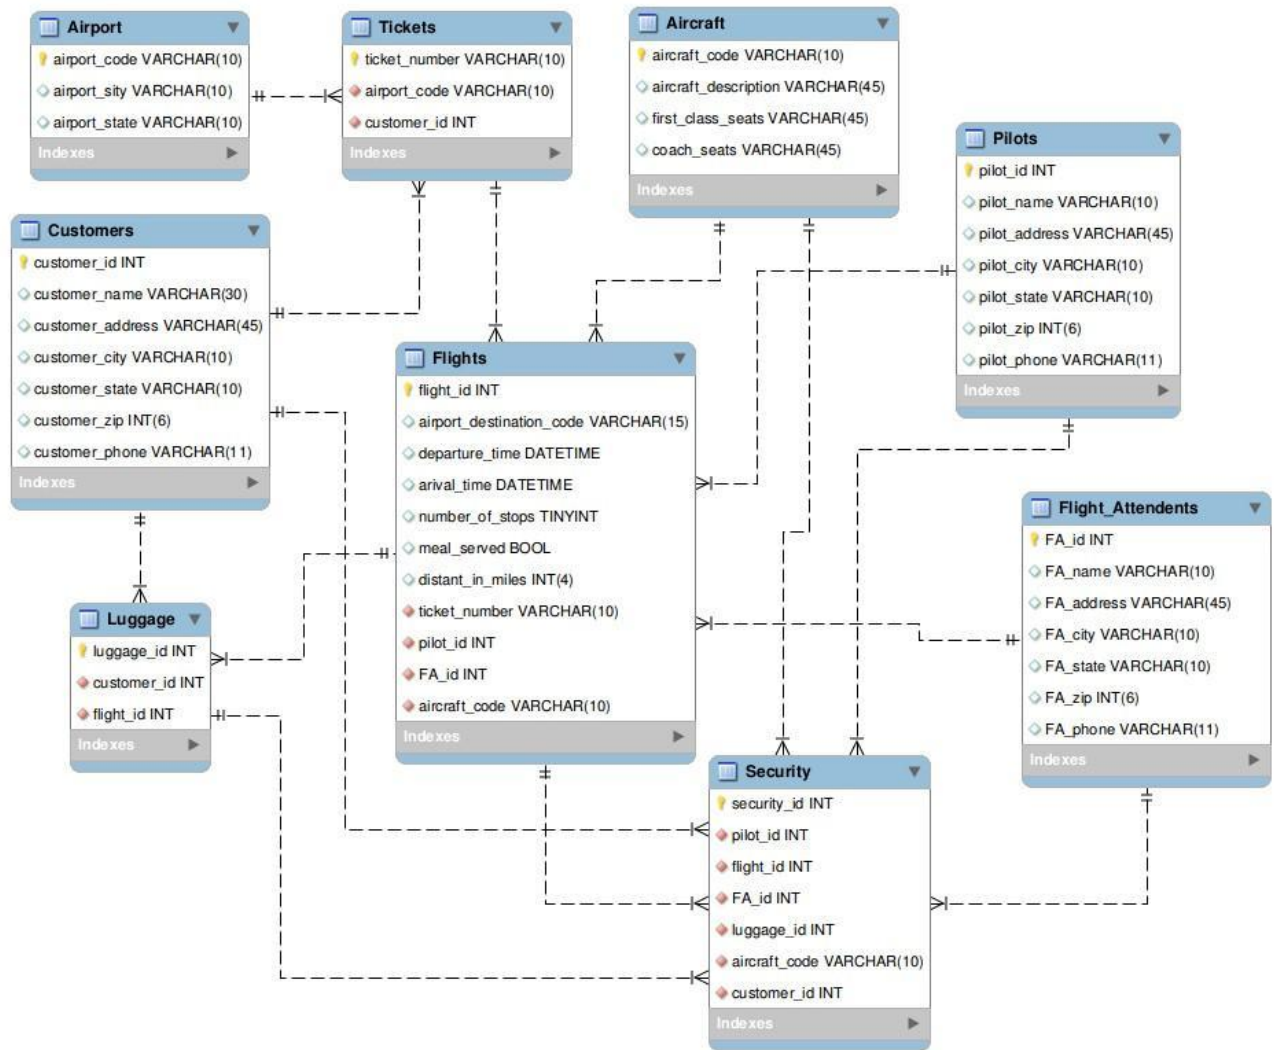 Airport
airport_code VARCHAR(10)
airport_sity VARCHAR(10)
airport_state VARCHAR(10)
Indexes
Tickets
ticket_number VARCHAR(10)
airport_code VARCHAR(10)
customer_id INT
Indexes
Aircraft
aircraft_code VARCHAR(10)
aircraft_description VARCHAR(45)
first_class_seats VARCHAR(45)
coach_seats VARCHAR(45)
Indexes
Pilots
pilot_id INT
pilot_name VARCHAR(10)
pilot_address VARCHAR(45)
pilot_city VARCHAR(10)
pilot_state VARCHAR(10)
pilot_zip INT(6)
pilot_phone VARCHAR(11)
Indexes
Customers
customer_id INT
customer_name VARCHAR(30)
customer_address VARCHAR(45)
customer_city VARCHAR(10)
customer_state VARCHAR(10)
customer_zip INT(6)
customer_phone VARCHAR(11)
Indexes
Flights
flight_id INT
airport_destination_code VARCHAR(15)
departure_time DATETIME
arival_time DATETIME
number_of_stops TINYINT
meal_served BOOL
distant_in_miles INT(4)
ticket_number VARCHAR(10)
pilot_id INT
FA_id INT
aircraft_code VARCHAR(10)
Indexes
Flight_Attendents
FA_id INT
FA_name VARCHAR(10)
FA_address VARCHAR(45)
FA_city VARCHAR(10)
FA_state VARCHAR(10)
FA_zip INT(6)
FA_phone VARCHAR(11)
Indexes
Luggage
luggage_id INT
customer_id INT
flight_id INT
Indexes
Security
security_id INT
pilot_id INT
flight_id INT
FA_id INT
luggage_id INT
aircraft_code VARCHAR(10)
customer_id INT
Indexes